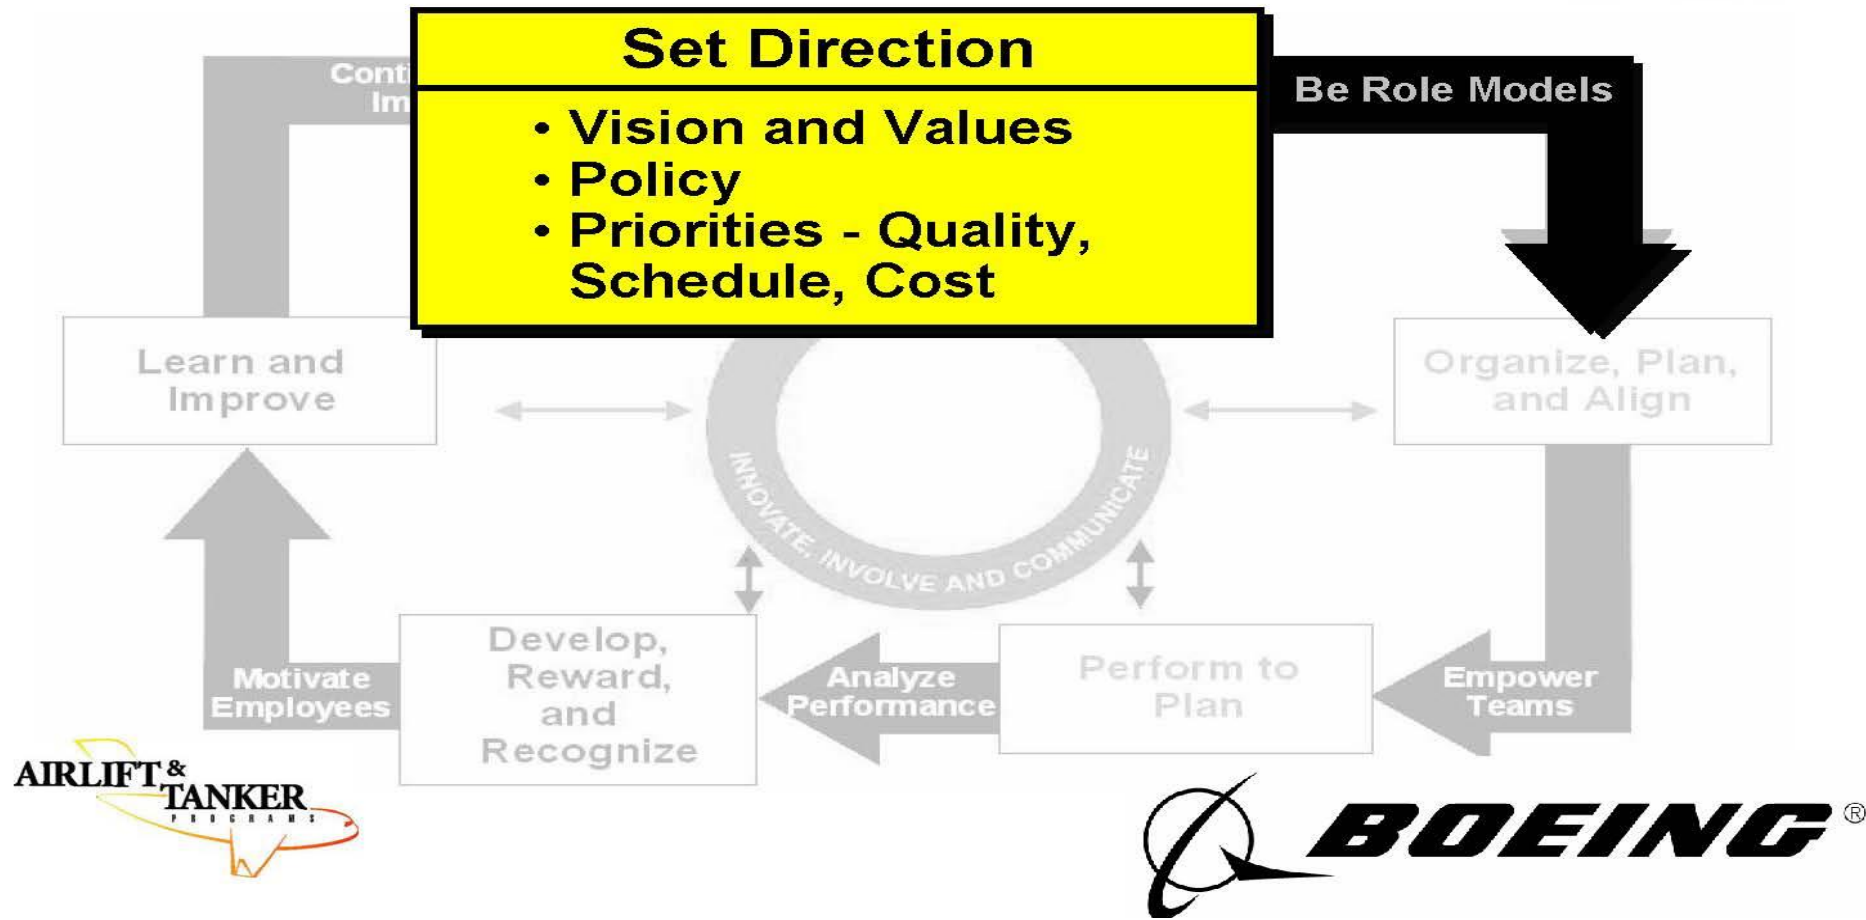 Set Direction
• Vision and Values
• Policy
• Priorities - Quality,
Schedule, Cost
Be Role Models
Learn and
Improve
Organize, Plan,
and Align
INNOVATE, INVOLVE AND COMMUNICATE
Develop,
Reward,
and
Recognize
Motivate
Employees
Analyze
Performance
Perform to
Plan
Empower
Teams
AIRLIFT &
TANKER
PROGRAMS
BOEING®